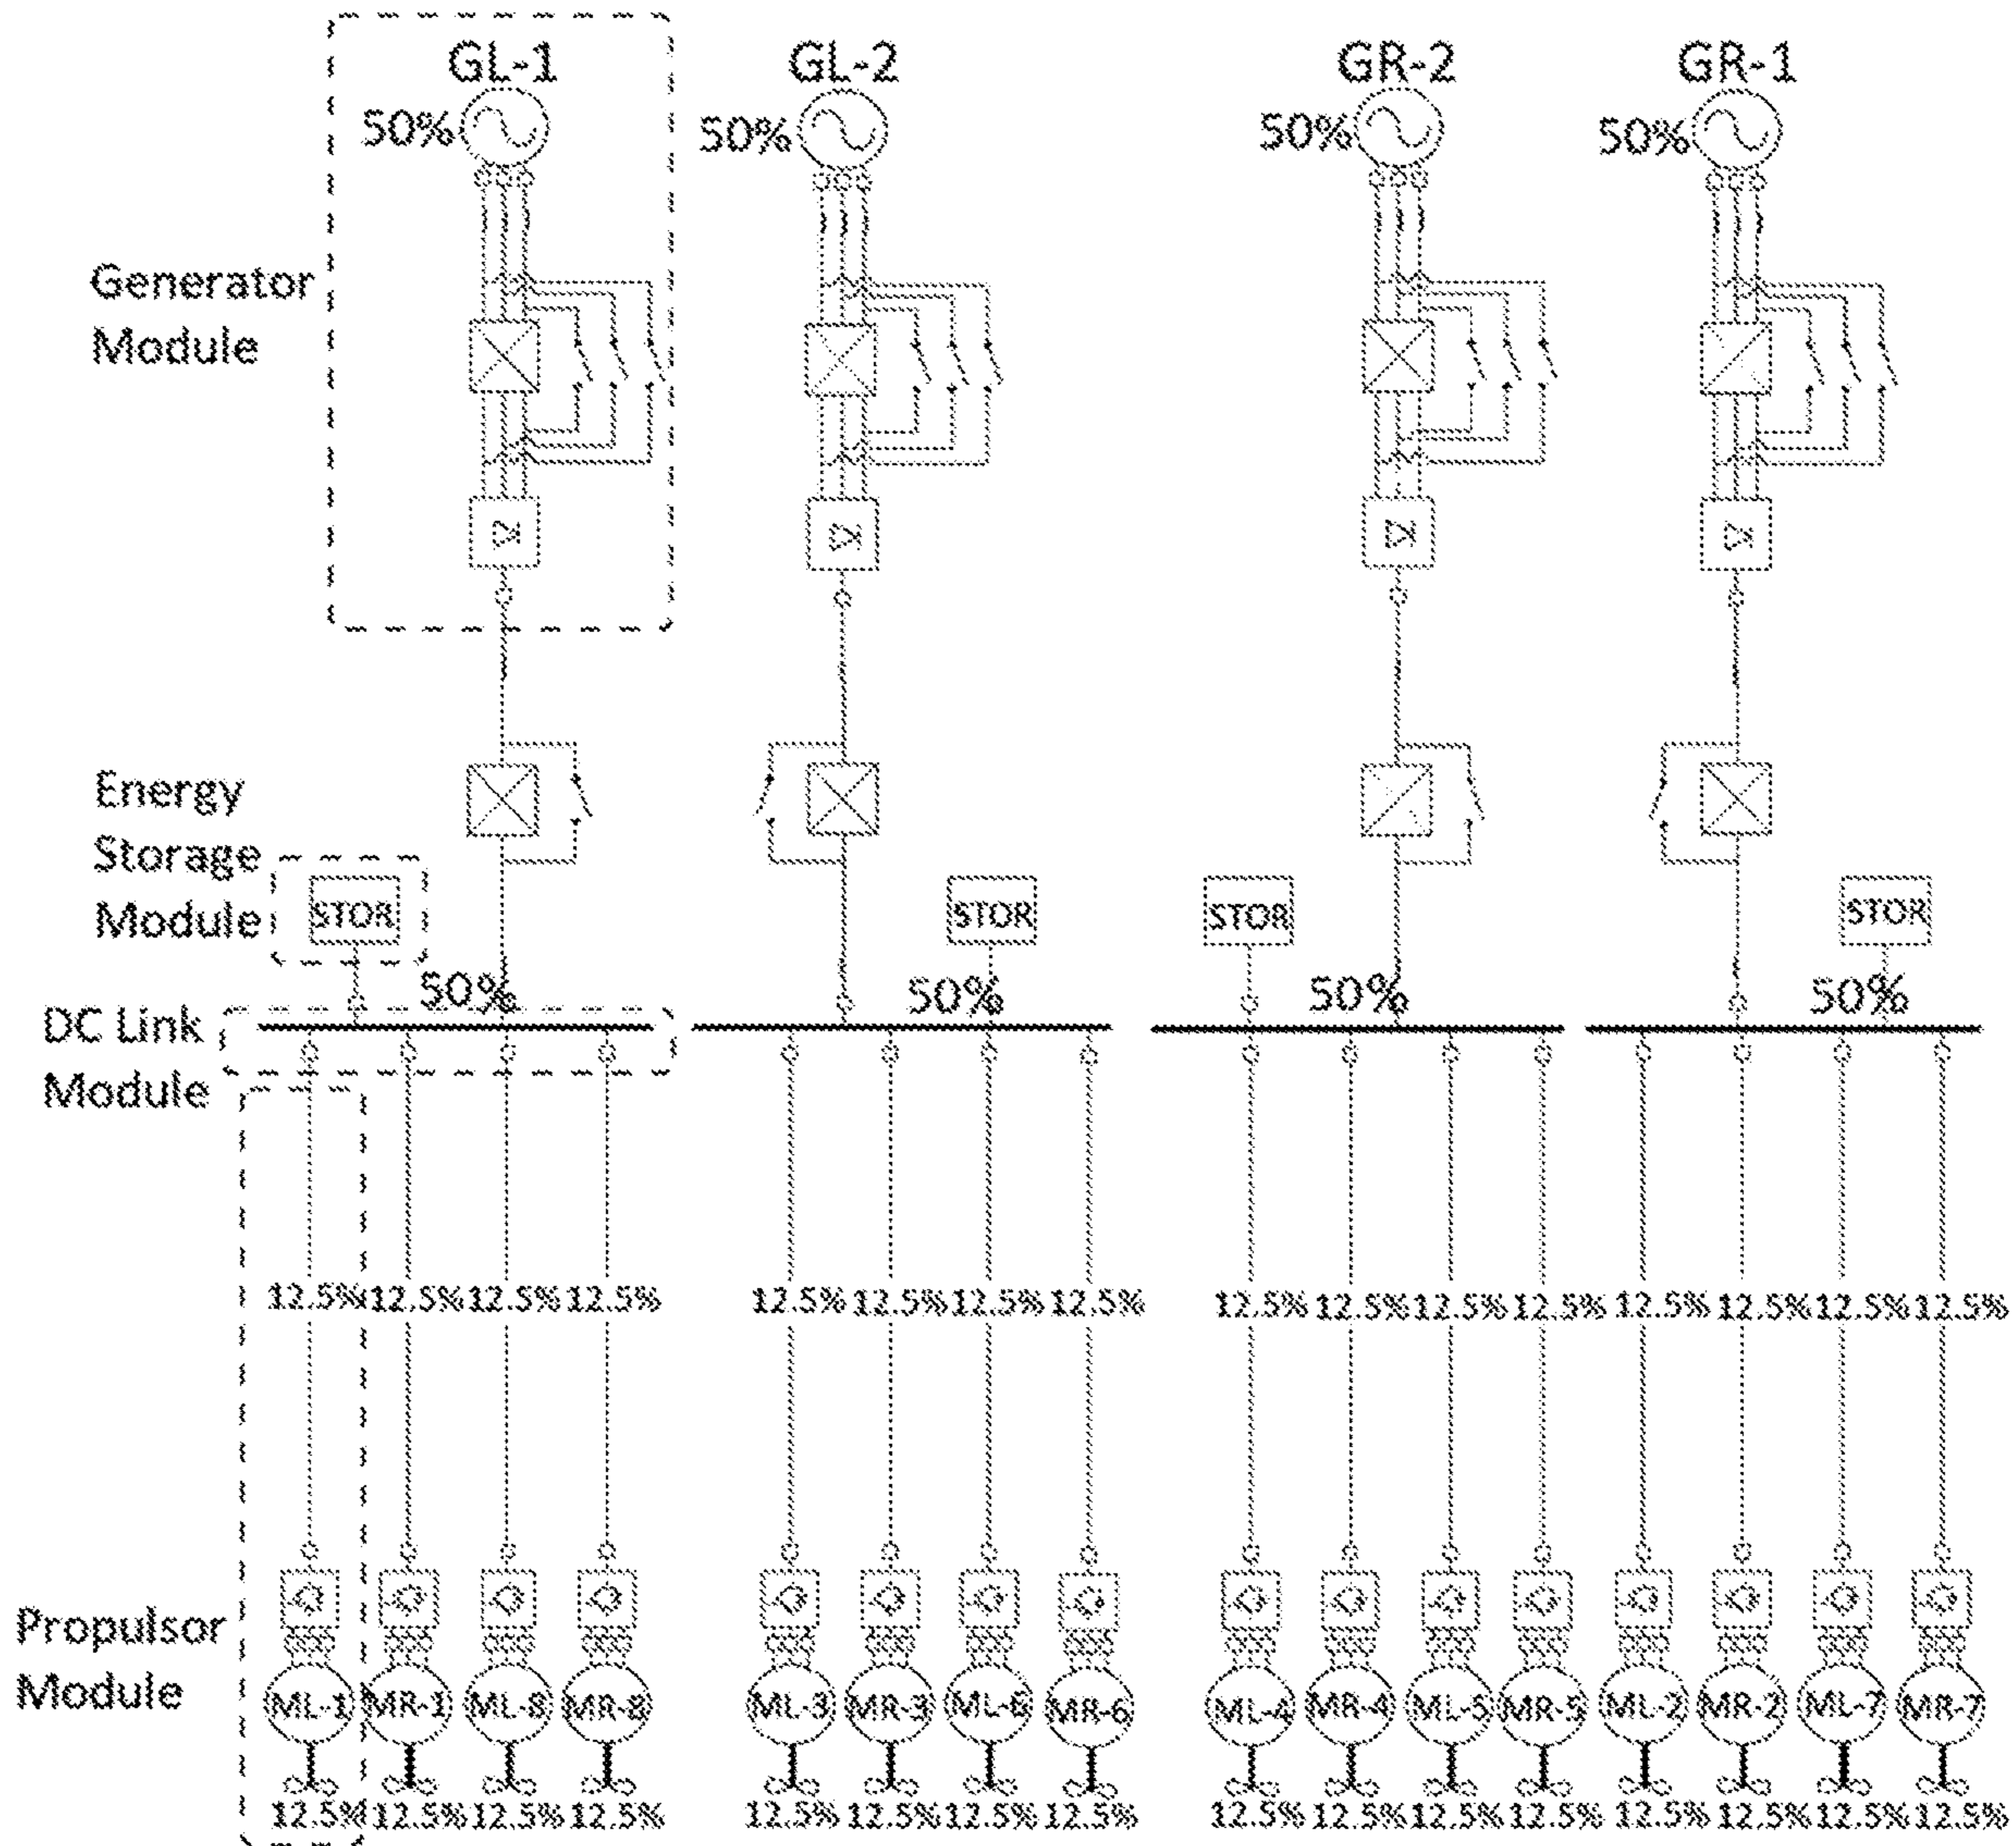 GL-1 GL-2 GR-2 GR-1
50% 50% 50% 50%
Generator
Module
Energy
Storage
Module
STOR STOR STOR STOR
50% 50% 50% 50%
DC Link
Module
12.5% 12.5% 12.5% 12.5% 12.5% 12.5% 12.5% 12.5% 12.5% 12.5% 12.5% 12.5% 12.5% 12.5% 12.5% 12.5%
Propulsor
Module
ML-1 MR-1 ML-8 MR-8 ML-3 MR-3 ML-6 MR-6 ML-4 MR-4 ML-5 MR-5 ML-2 MR-2 ML-7 MR-7
12.5% 12.5% 12.5% 12.5% 12.5% 12.5% 12.5% 12.5% 12.5% 12.5% 12.5% 12.5% 12.5% 12.5% 12.5% 12.5%